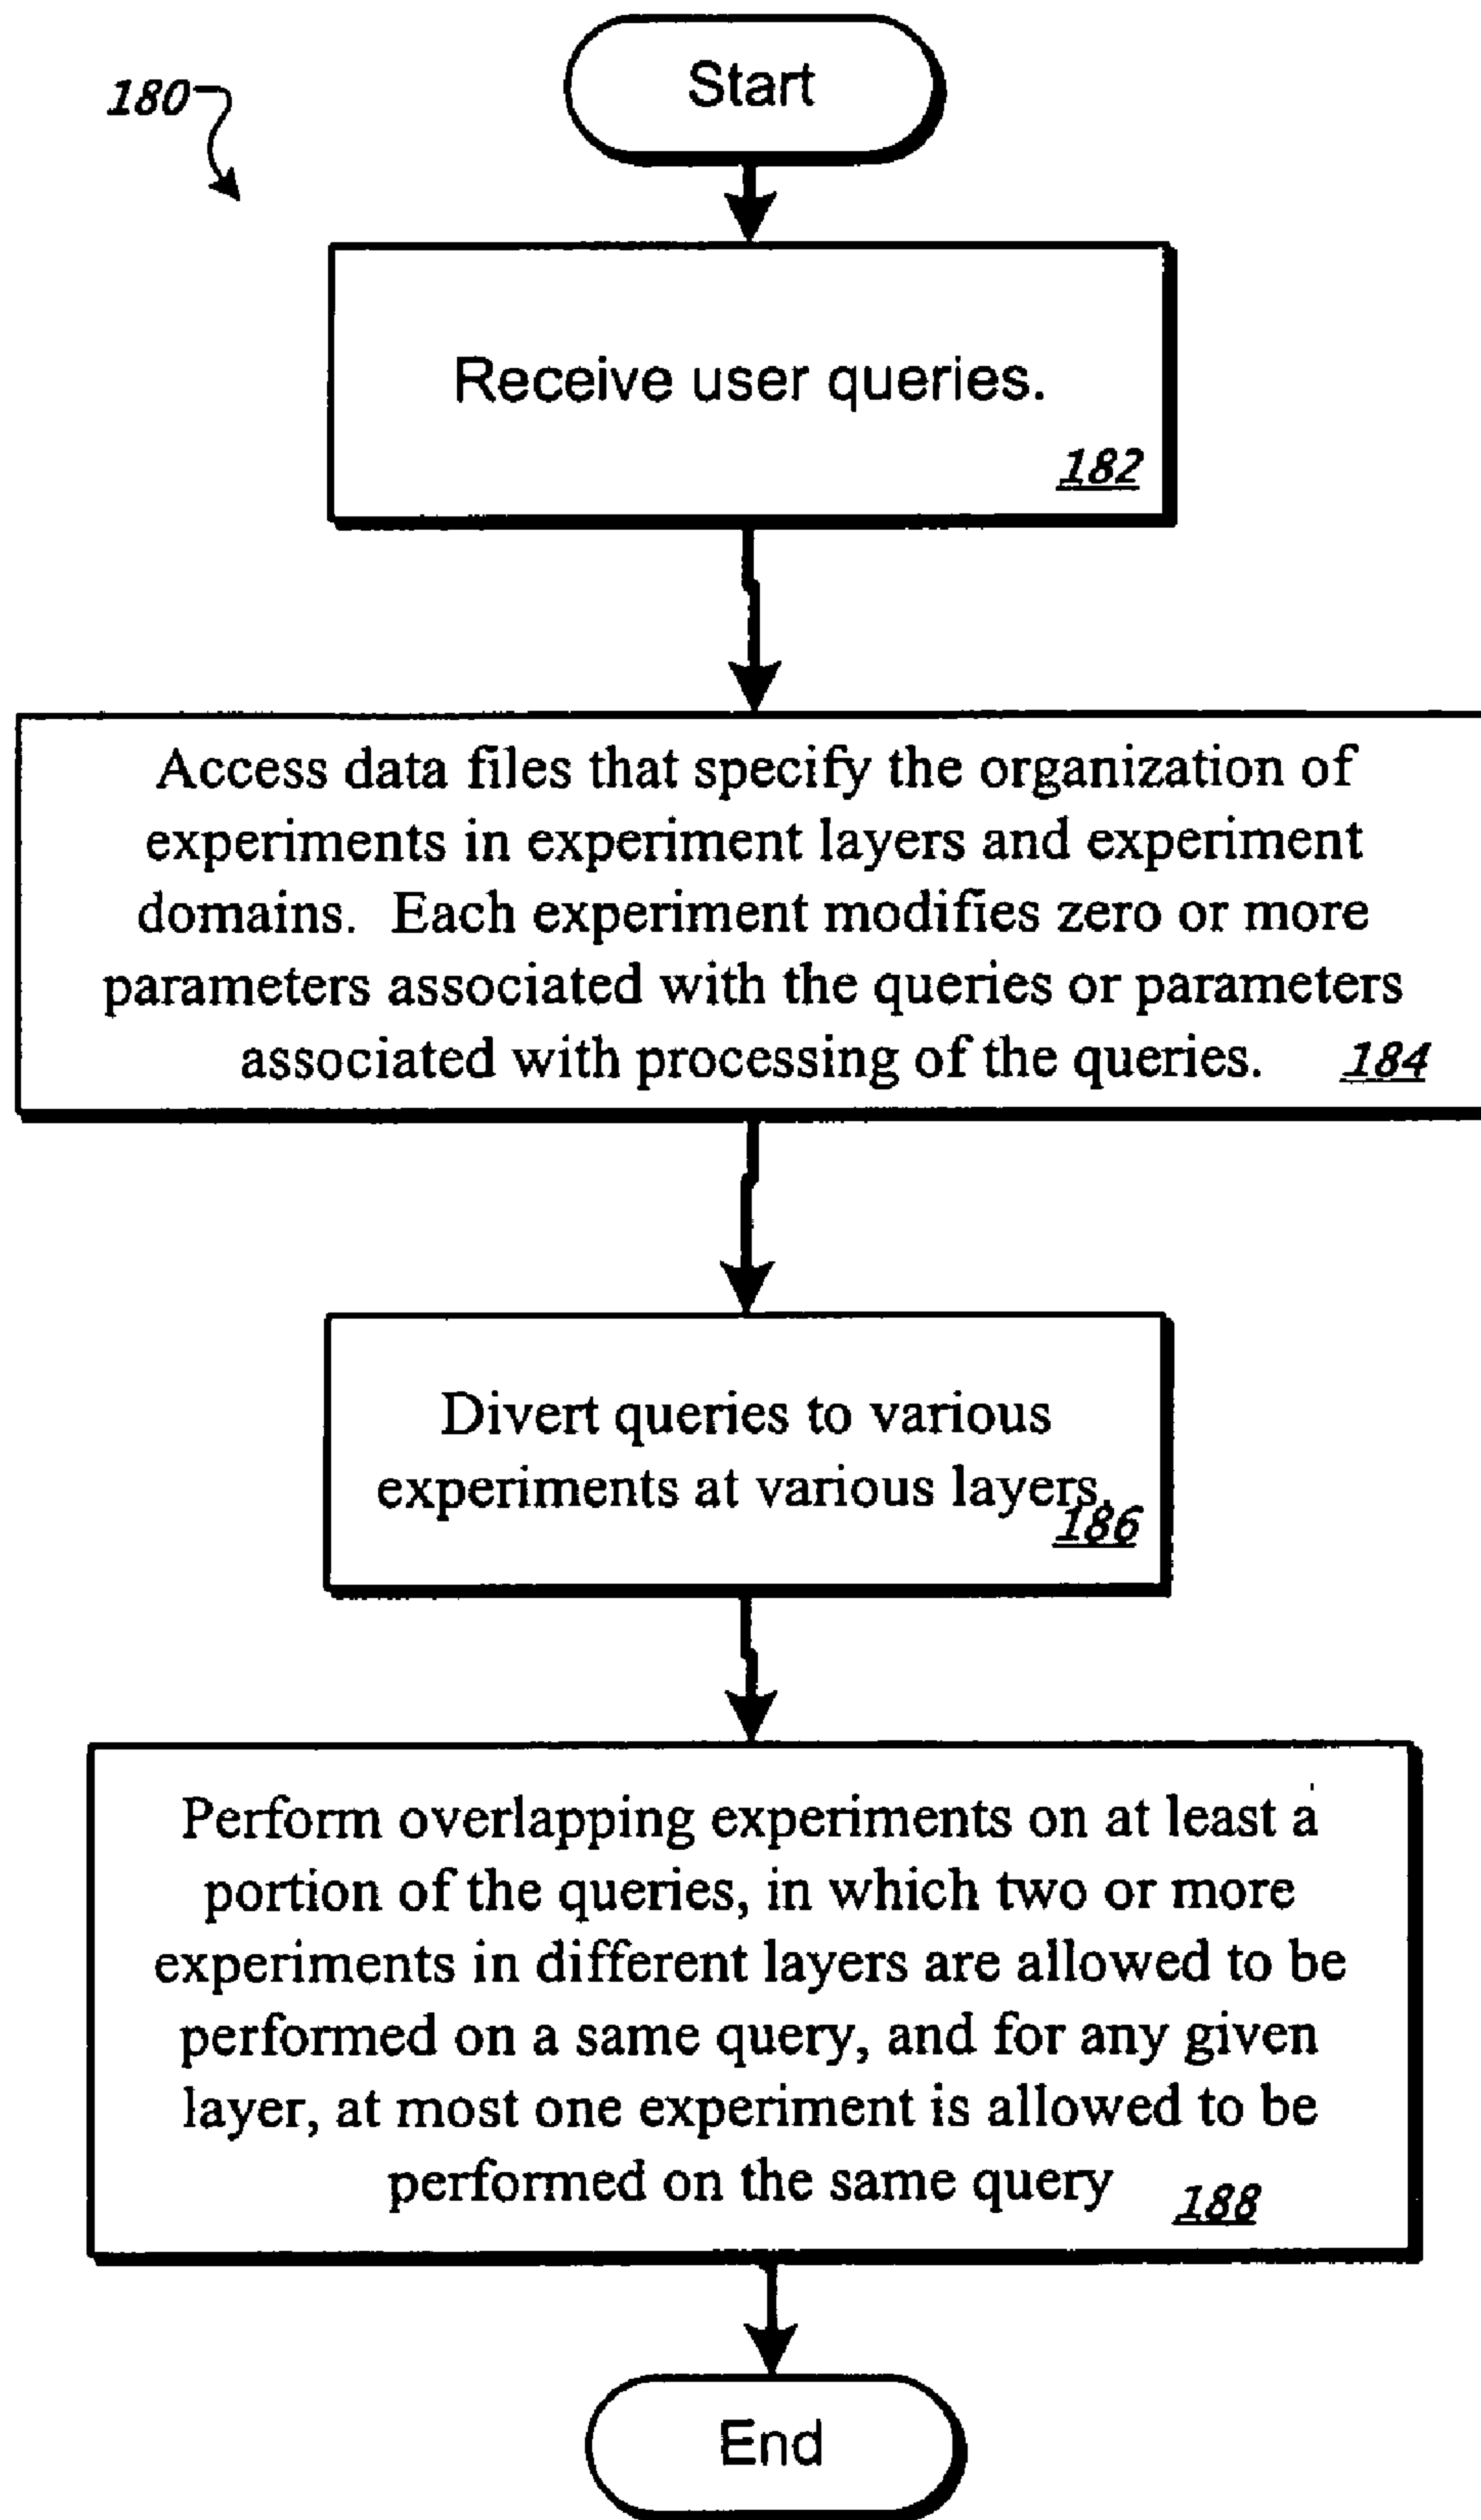 Start
180
Receive user queries.
182
Access data files that specify the organization of
experiments in experiment layers and experiment
domains. Each experiment modifies zero or more
parameters associated with the queries or parameters
associated with processing of the queries. 184
Divert queries to various
experiments at various layers.
186
Perform overlapping experiments on at least a
portion of the queries, in which two or more
experiments in different layers are allowed to be
performed on a same query, and for any given
layer, at most one experiment is allowed to be
performed on the same query 188
End